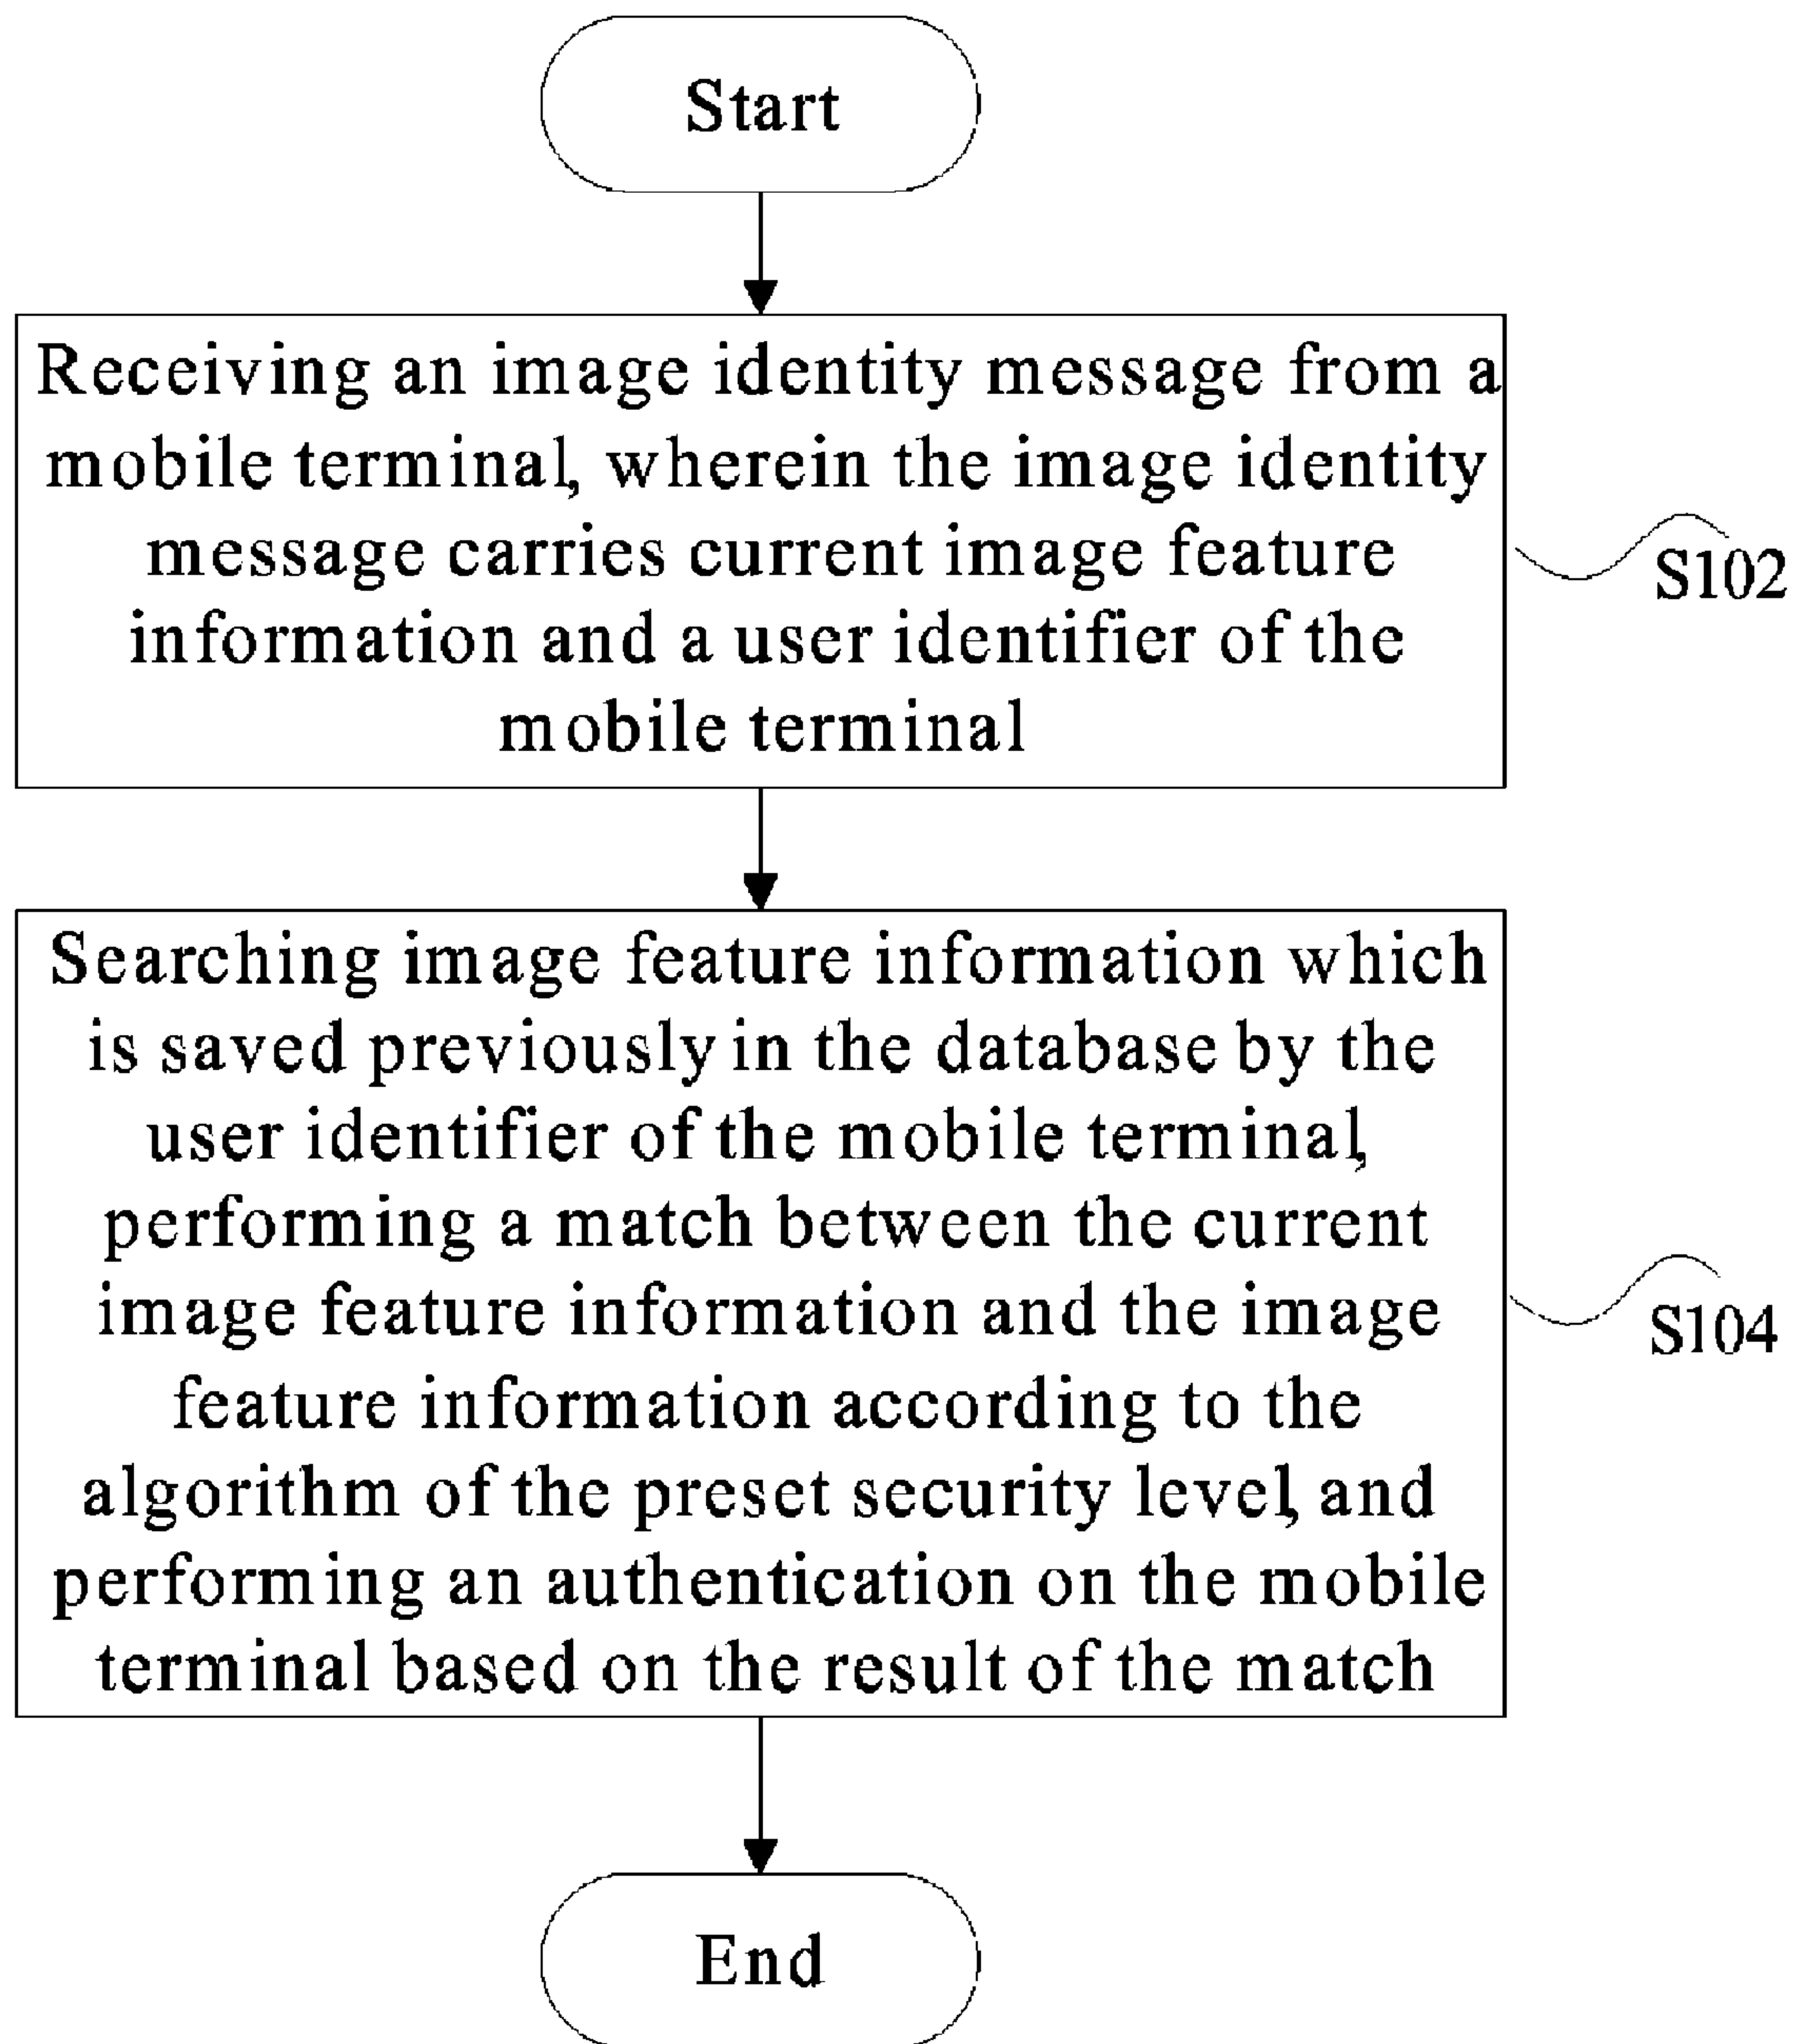 Start
Receiving an image identity message from a
mobile terminal, wherein the image identity
message carries current image feature
information and a user identifier of the
mobile terminal
S102
Searching image feature information which
is saved previously in the database by the
user identifier of the mobile terminal,
performing a match between the current
image feature information and the image
feature information according to the
algorithm of the preset security level, and
performing an authentication on the mobile
terminal based on the result of the match
S104
End